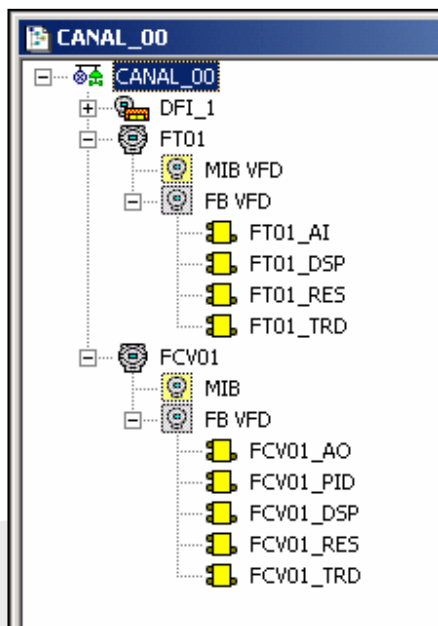 CANAL_00
CANAL_00
DFI_1
FT01
MIB VFD
FB VFD
FT01_AI
FT01_DSP
FT01_RES
FT01_TRD
FCV01
MIB
FB VFD
FCV01_AO
FCV01_PID
FCV01_DSP
FCV01_RES
FCV01_TRD